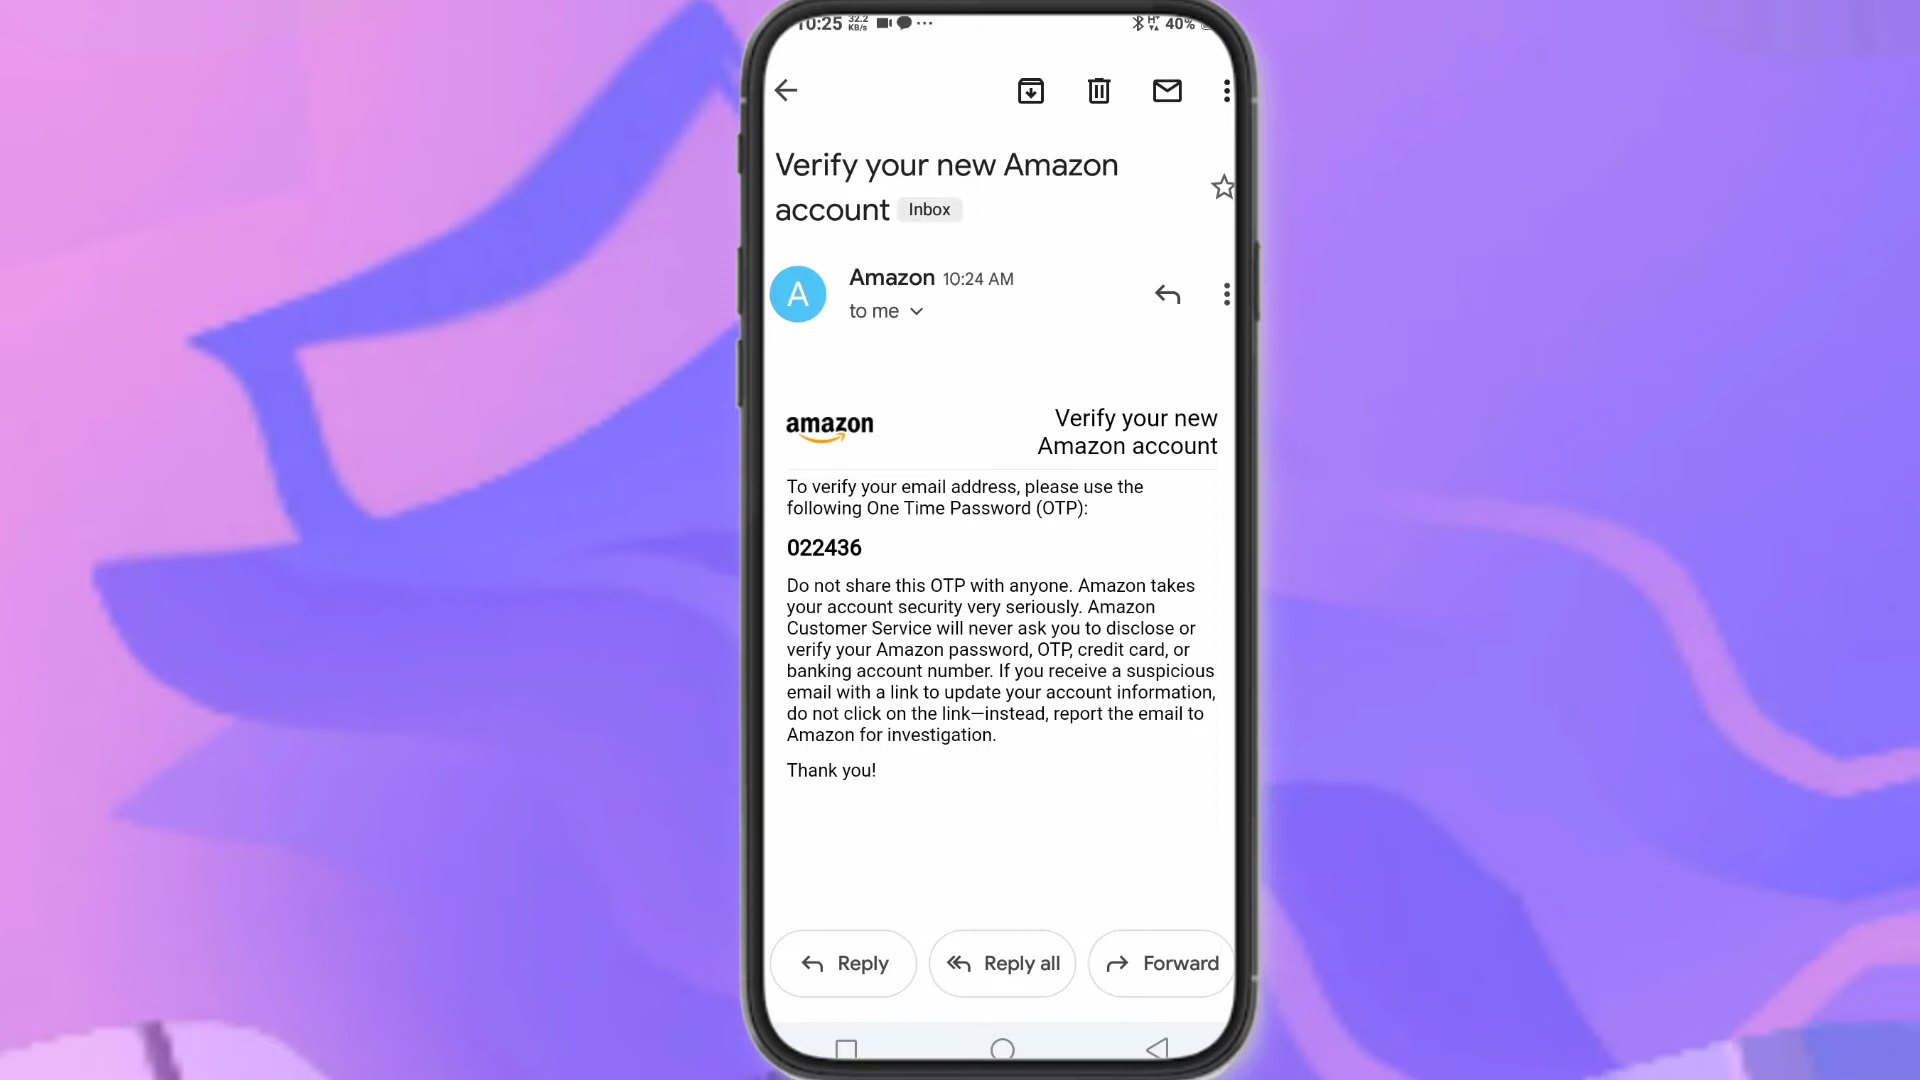 10:25 32.2 KB/s ... H+ 40%
Verify your new Amazon
account Inbox
A Amazon 10:24 AM
to me
amazon
Verify your new
Amazon account
To verify your email address, please use the
following One Time Password (OTP):
022436
Do not share this OTP with anyone. Amazon takes
your account security very seriously. Amazon
Customer Service will never ask you to disclose or
verify your Amazon password, OTP, credit card, or
banking account number. If you receive a suspicious
email with a link to update your account information,
do not click on the link—instead, report the email to
Amazon for investigation.
Thank you!
Reply Reply all Forward